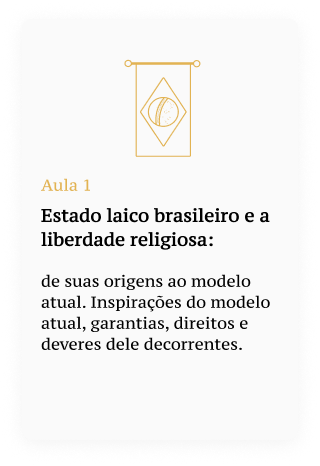 Aula 1
Estado laico brasileiro e a
liberdade religiosa:
de suas origens ao modelo
atual. Inspirações do modelo
atual, garantias, direitos e
deveres dele decorrentes.